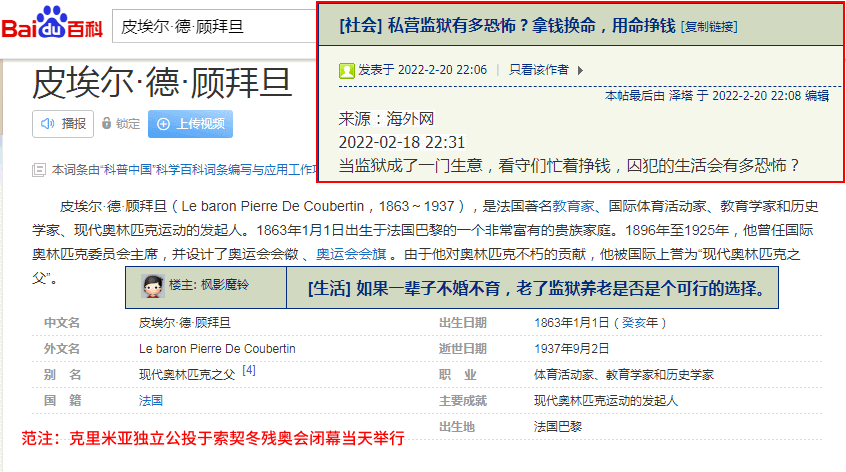 Baidu百科
皮埃尔·德·顾拜旦
[社会] 私营监狱有多恐怖？拿钱换命，用命挣钱 [复制链接]
发表于 2022-2-20 22:06 | 只看该作者
本帖最后由 泽塔 于 2022-2-20 22:08 编辑
来源：海外网
2022-02-18 22:31
当监狱成了一门生意，看守们忙着挣钱，囚犯的生活会有多恐怖？
皮埃尔·德·顾拜旦
播报 锁定 上传视频
本词条由“科普中国”科学百科词条编写与应用工作
皮埃尔·德·顾拜旦（Le baron Pierre De Coubertin，1863～1937），是法国著名教育家、国际体育活动家、教育学家和历史
学家、现代奥林匹克运动的发起人。1863年1月1日出生于法国巴黎的一个非常富有的贵族家庭。1896年至1925年，他曾任国际
奥林匹克委员会主席，并设计了奥运会会徽 、奥运会会旗 。由于他对奥林匹克不朽的贡献，他被国际上誉为“现代奥林匹克之
父”。
楼主: 枫影魔铃
[生活] 如果一辈子不婚不育，老了监狱养老是否是个可行的选择。
中文名 皮埃尔·德·顾拜旦 出生日期 1863年1月1日（癸亥年）
外文名 Le baron Pierre De Coubertin 逝世日期 1937年9月2日
别 名 现代奥林匹克之父 [4] 职 业 体育活动家、教育学家和历史学家
国 籍 法国 主要成就 现代奥林匹克运动的发起人
出生地 法国巴黎
范注：克里米亚独立公投于索契冬残奥会闭幕当天举行